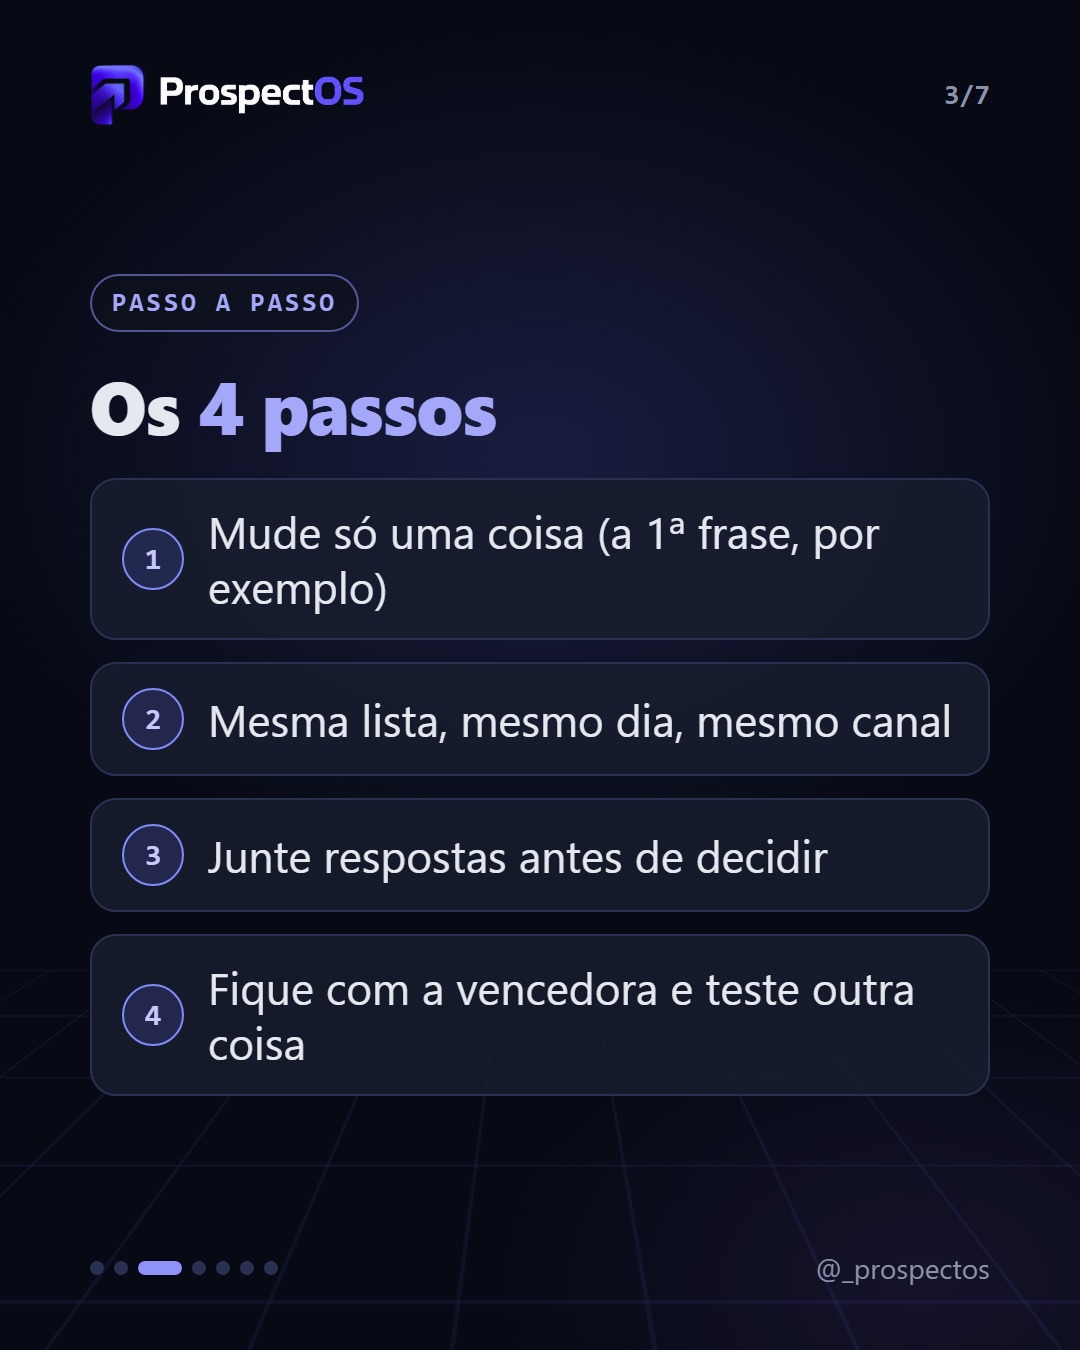 ProspectOS
3/7
PASSO A PASSO
Os 4 passos
1
Mude só uma coisa (a 1ª frase, por
exemplo)
2
Mesma lista, mesmo dia, mesmo canal
3
Junte respostas antes de decidir
4
Fique com a vencedora e teste outra
coisa
@_prospectos